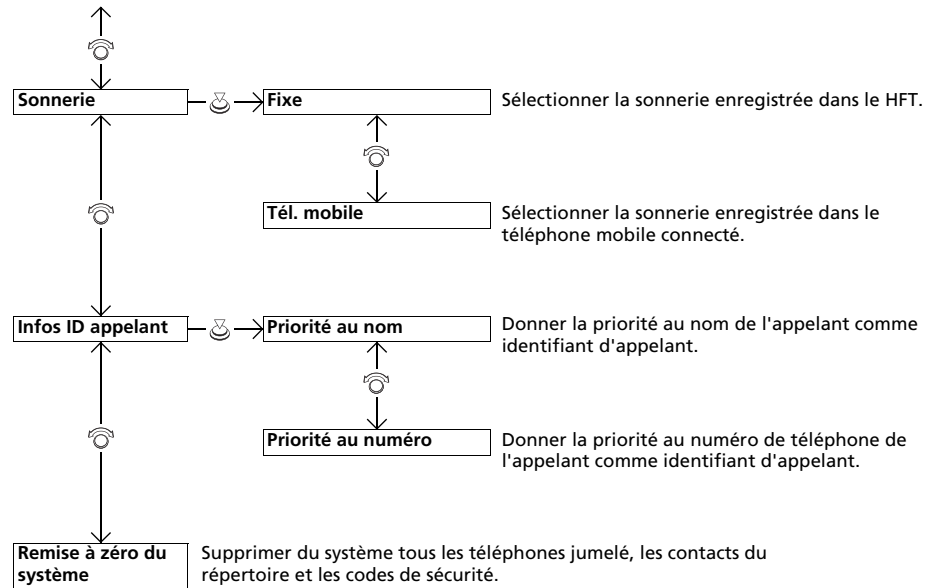 Sonnerie
Fixe
Sélectionner la sonnerie enregistrée dans le HFT.
Tél. mobile
Sélectionner la sonnerie enregistrée dans le
téléphone mobile connecté.
Infos ID appelant
Priorité au nom
Donner la priorité au nom de l'appelant comme
identifiant d'appelant.
Priorité au numéro
Donner la priorité au numéro de téléphone de
l'appelant comme identifiant d'appelant.
Remise à zéro du
système
Supprimer du système tous les téléphones jumelé, les contacts du
répertoire et les codes de sécurité.